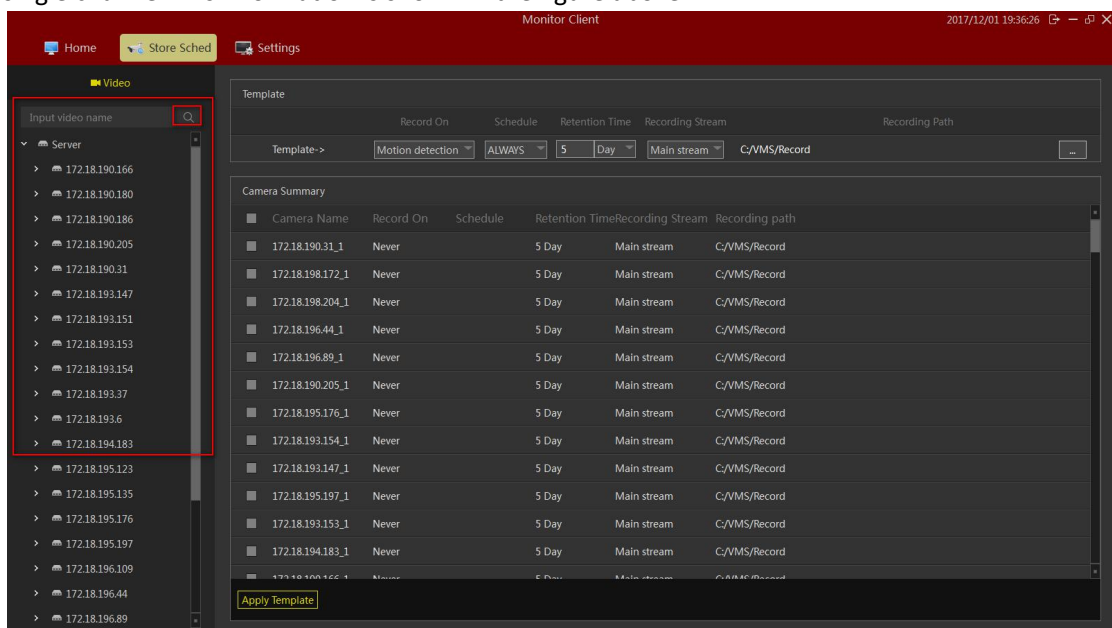 Monitor Client 2017/12/01 19:36:26
Home Store Sched Settings
Video
Input video name
Server
172.18.190.166
172.18.190.180
172.18.190.186
172.18.190.205
172.18.190.31
172.18.193.147
172.18.193.151
172.18.193.153
172.18.193.154
172.18.193.37
172.18.193.6
172.18.194.183
172.18.195.123
172.18.195.135
172.18.195.176
172.18.195.197
172.18.196.109
172.18.196.44
172.18.196.89
Template
Record On Schedule Retention Time Recording Stream Recording Path
Template-> Motion detection ALWAYS 5 Day Main stream C:/VMS/Record ...
Camera Summary
Camera Name Record On Schedule Retention TimeRecording Stream Recording path
172.18.190.31_1 Never 5 Day Main stream C:/VMS/Record
172.18.198.172_1 Never 5 Day Main stream C:/VMS/Record
172.18.198.204_1 Never 5 Day Main stream C:/VMS/Record
172.18.196.44_1 Never 5 Day Main stream C:/VMS/Record
172.18.196.89_1 Never 5 Day Main stream C:/VMS/Record
172.18.190.205_1 Never 5 Day Main stream C:/VMS/Record
172.18.195.176_1 Never 5 Day Main stream C:/VMS/Record
172.18.193.154_1 Never 5 Day Main stream C:/VMS/Record
172.18.193.147_1 Never 5 Day Main stream C:/VMS/Record
172.18.195.197_1 Never 5 Day Main stream C:/VMS/Record
172.18.193.153_1 Never 5 Day Main stream C:/VMS/Record
172.18.194.183_1 Never 5 Day Main stream C:/VMS/Record
Apply Template